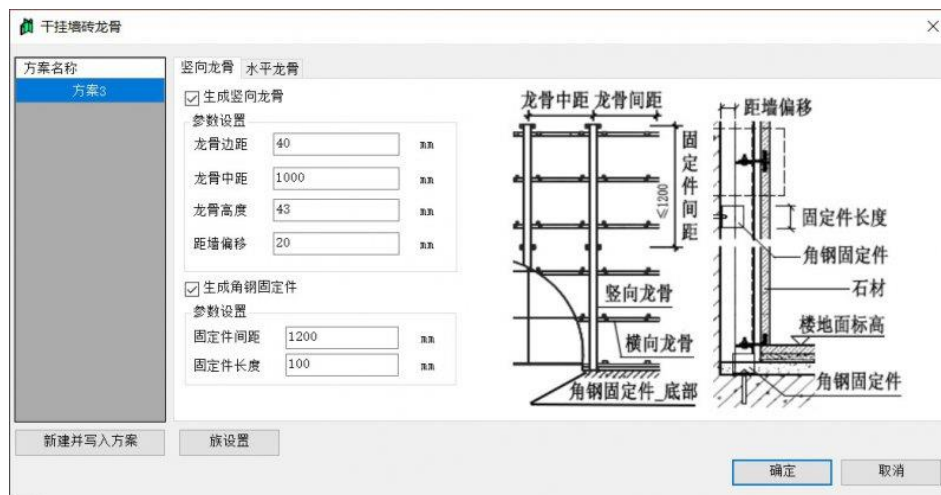 干挂墙砖龙骨
方案名称
方案3
竖向龙骨 水平龙骨
生成竖向龙骨
参数设置
龙骨边距 40 mm
龙骨中距 1000 mm
龙骨高度 43 mm
距墙偏移 20 mm
生成角钢固定件
参数设置
固定件间距 1200 mm
固定件长度 100 mm
龙骨中距 龙骨间距
固定件间距
≤1200
竖向龙骨
横向龙骨
角钢固定件_底部
距墙偏移
固定件长度
角钢固定件
石材
楼地面标高
角钢固定件
新建并写入方案 族设置
确定 取消